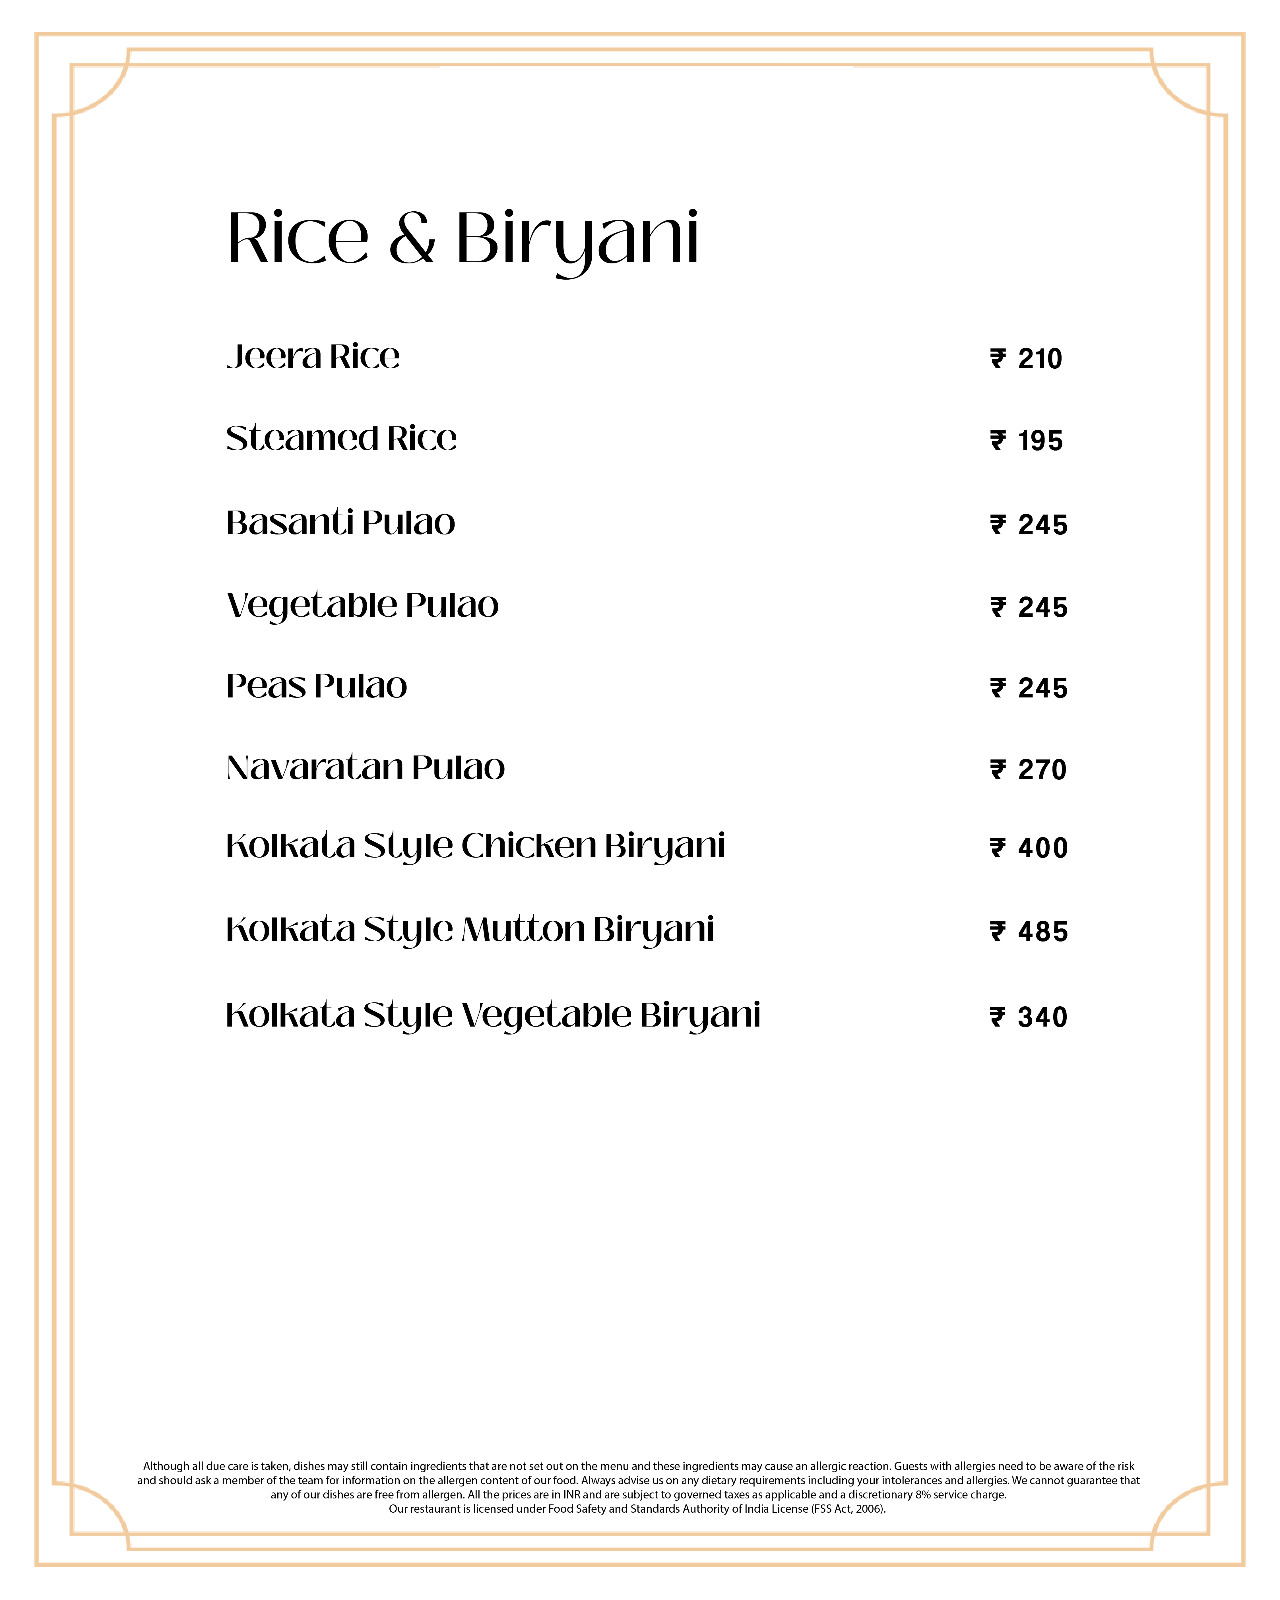 Rice & Biryani
Jeera Rice ₹ 210
Steamed Rice ₹ 195
Basanti Pulao ₹ 245
Vegetable Pulao ₹ 245
Peas Pulao ₹ 245
Navaratan Pulao ₹ 270
Kolkata Style Chicken Biryani ₹ 400
Kolkata Style Mutton Biryani ₹ 485
Kolkata Style Vegetable Biryani ₹ 340
Although all due care is taken, dishes may still contain ingredients that are not set out on the menu and these ingredients may cause an allergic reaction. Guests with allergies need to be aware of the risk
and should ask a member of the team for information on the allergen content of our food. Always advise us on any dietary requirements including your intolerances and allergies. We cannot guarantee that
any of our dishes are free from allergen. All the prices are in INR and are subject to governed taxes as applicable and a discretionary 8% service charge.
Our restaurant is licensed under Food Safety and Standards Authority of India License (FSS Act, 2006).